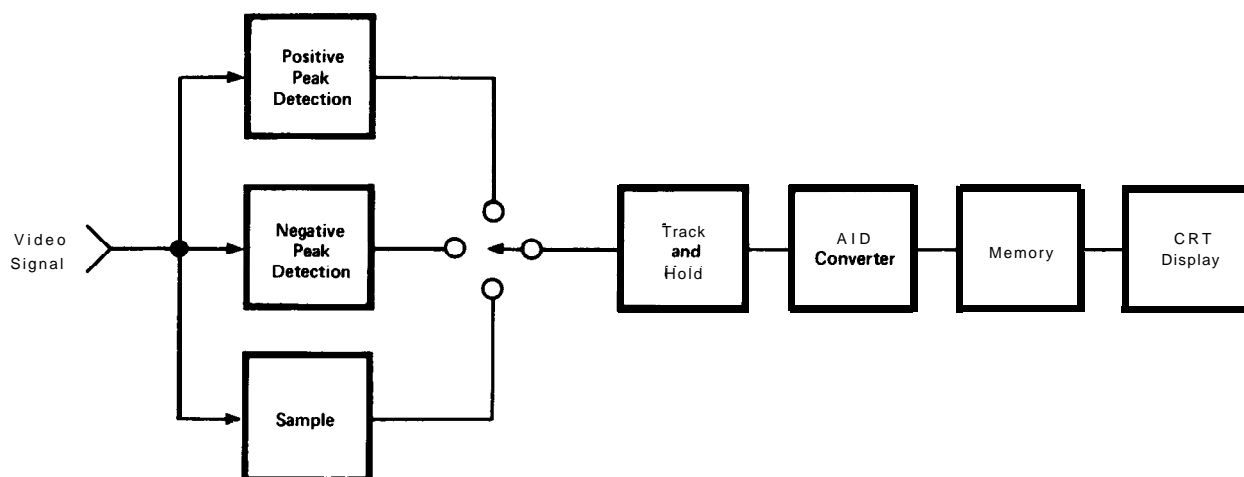 Positive
Peak
Detection
Video
Signal
Negative
Peak
Detection
Sample
Track
and
Hold
AID
Converter
Memory
CRT
Display